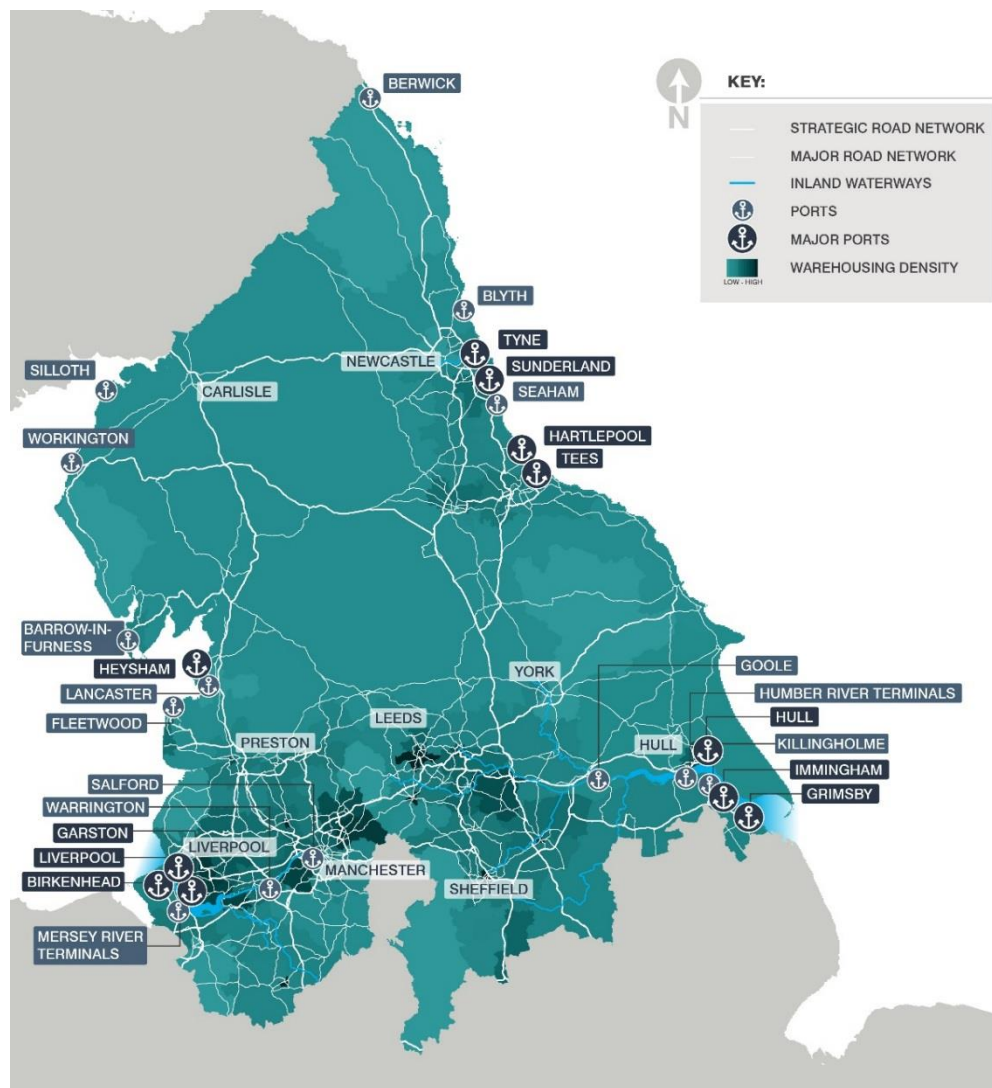 BERWICK
KEY:
N
STRATEGIC ROAD NETWORK
MAJOR ROAD NETWORK
INLAND WATERWAYS
PORTS
MAJOR PORTS
WAREHOUSING DENSITY
LOW - HIGH
BLYTH
TYNE
NEWCASTLE
SUNDERLAND
SILLOTH
CARLISLE
SEAHAM
WORKINGTON
HARTLEPOOL
TEES
BARROW-IN-
FURNESS
HEYSHAM
LANCASTER
FLEETWOOD
YORK
GOOLE
HUMBER RIVER TERMINALS
LEEDS
HULL
PRESTON
HULL
KILLINGHOLME
SALFORD
IMMINGHAM
WARRINGTON
GRIMSBY
GARSTON
LIVERPOOL
LIVERPOOL
MANCHESTER
BIRKENHEAD
SHEFFIELD
MERSEY RIVER
TERMINALS